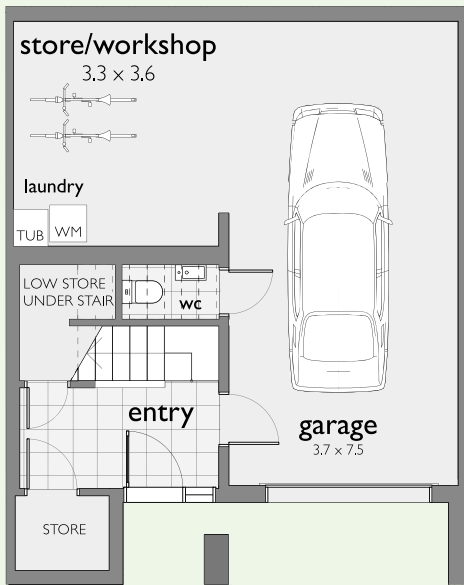 store/workshop
3.3 x 3.6
laundry
TUB
WM
LOW STORE
UNDER STAIR
wc
entry
garage
3.7 x 7.5
STORE